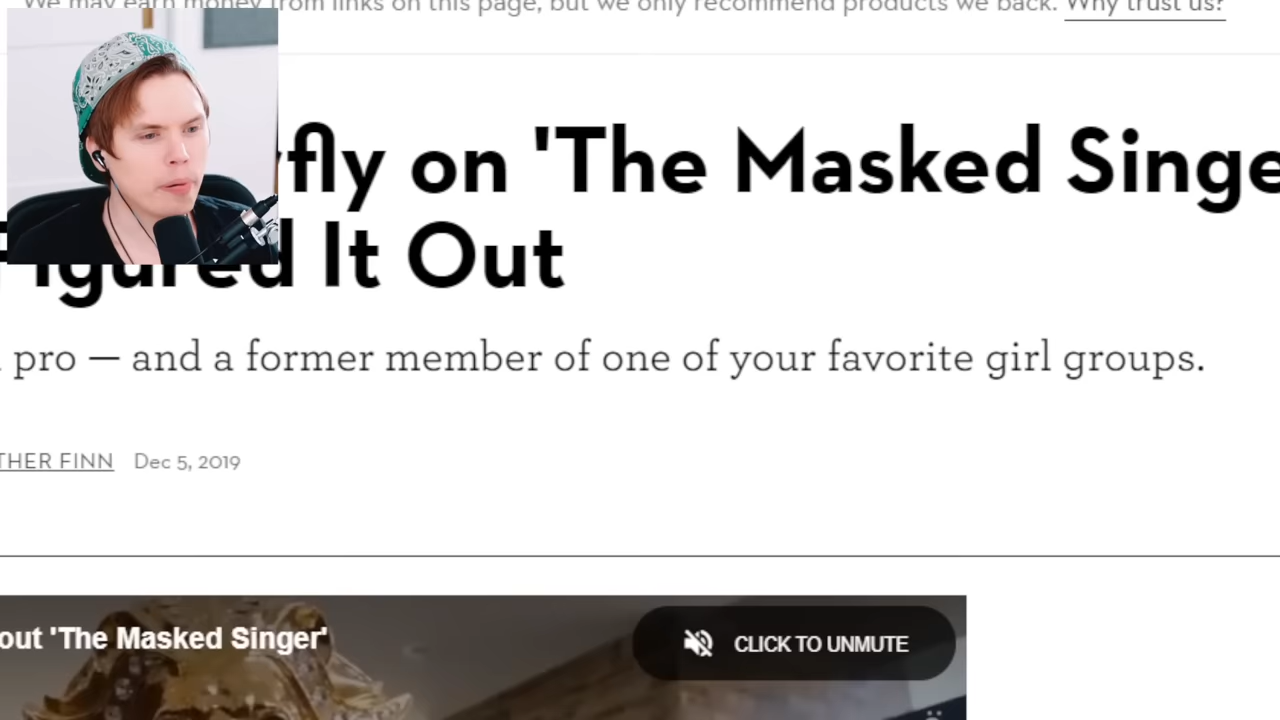 We may earn money from links on this page, but we only recommend products we back. Why trust us?
fly on 'The Masked Singe
Figured It Out
pro — and a former member of one of your favorite girl groups.
THER FINN Dec 5, 2019
out 'The Masked Singer'
CLICK TO UNMUTE